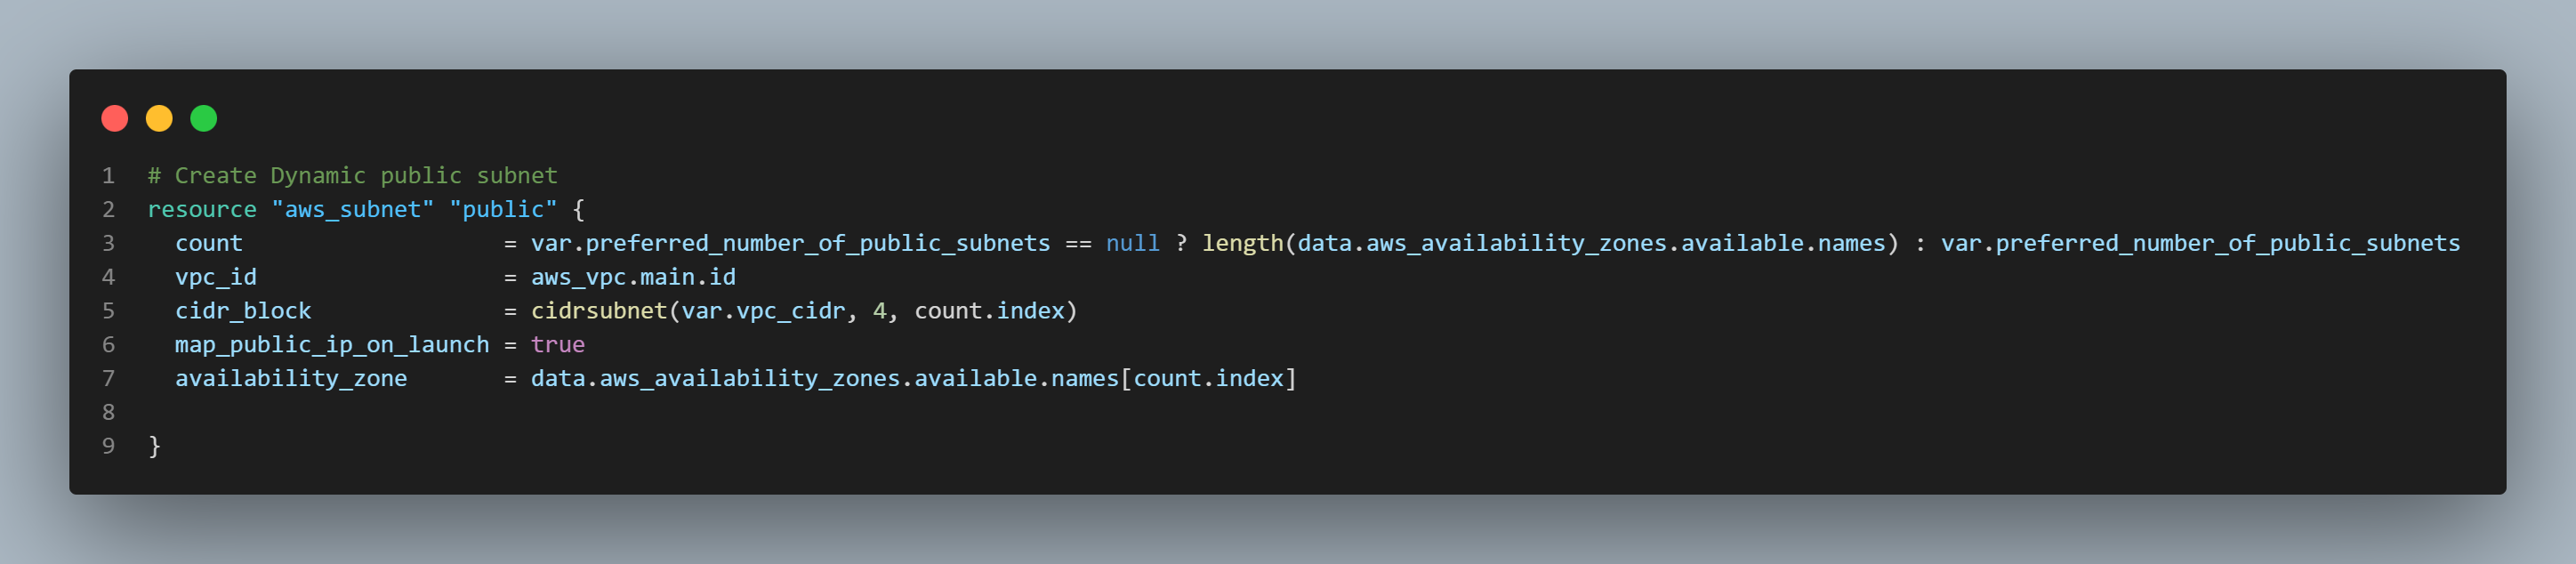 1 # Create Dynamic public subnet
2 resource "aws_subnet" "public" {
3   count                   = var.preferred_number_of_public_subnets == null ? length(data.aws_availability_zones.available.names) : var.preferred_number_of_public_subnets
4   vpc_id                  = aws_vpc.main.id
5   cidr_block              = cidrsubnet(var.vpc_cidr, 4, count.index)
6   map_public_ip_on_launch = true
7   availability_zone       = data.aws_availability_zones.available.names[count.index]
8
9 }